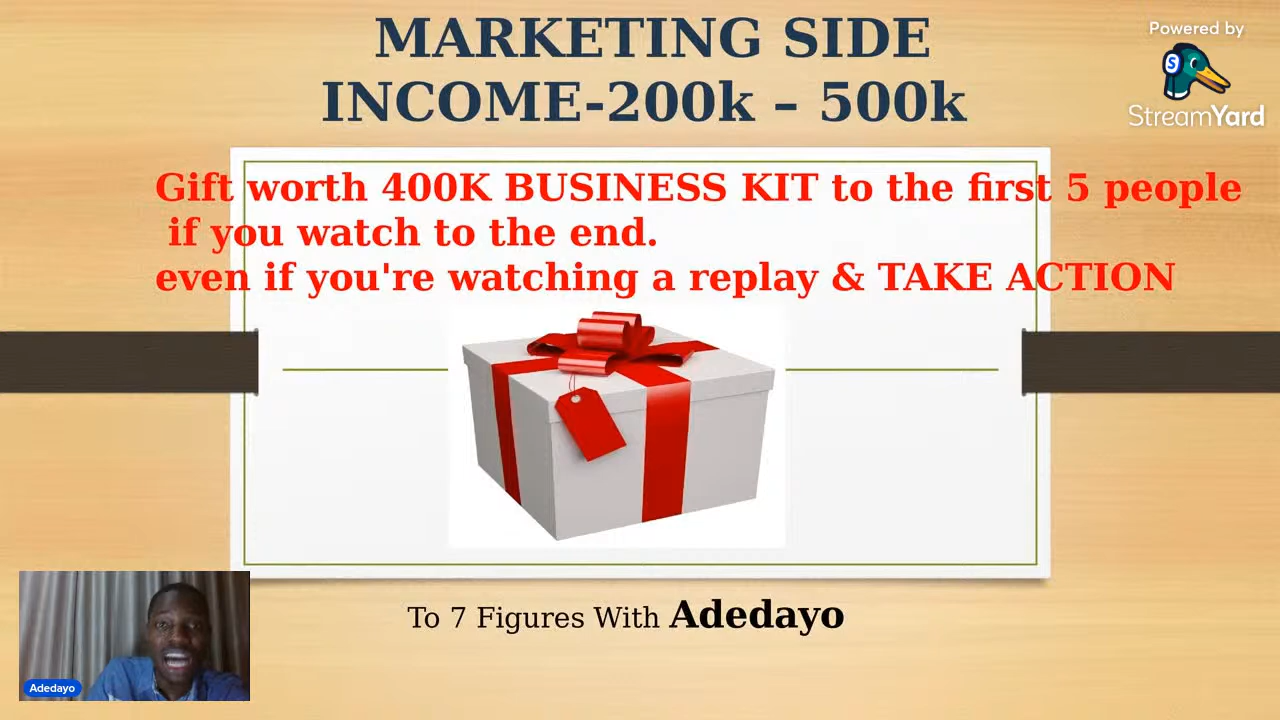 MARKETING SIDE
INCOME-200k – 500k
Powered by
S
StreamYard
Gift worth 400K BUSINESS KIT to the first 5 people
if you watch to the end.
even if you're watching a replay & TAKE ACTION
To 7 Figures With Adedayo
Adedayo